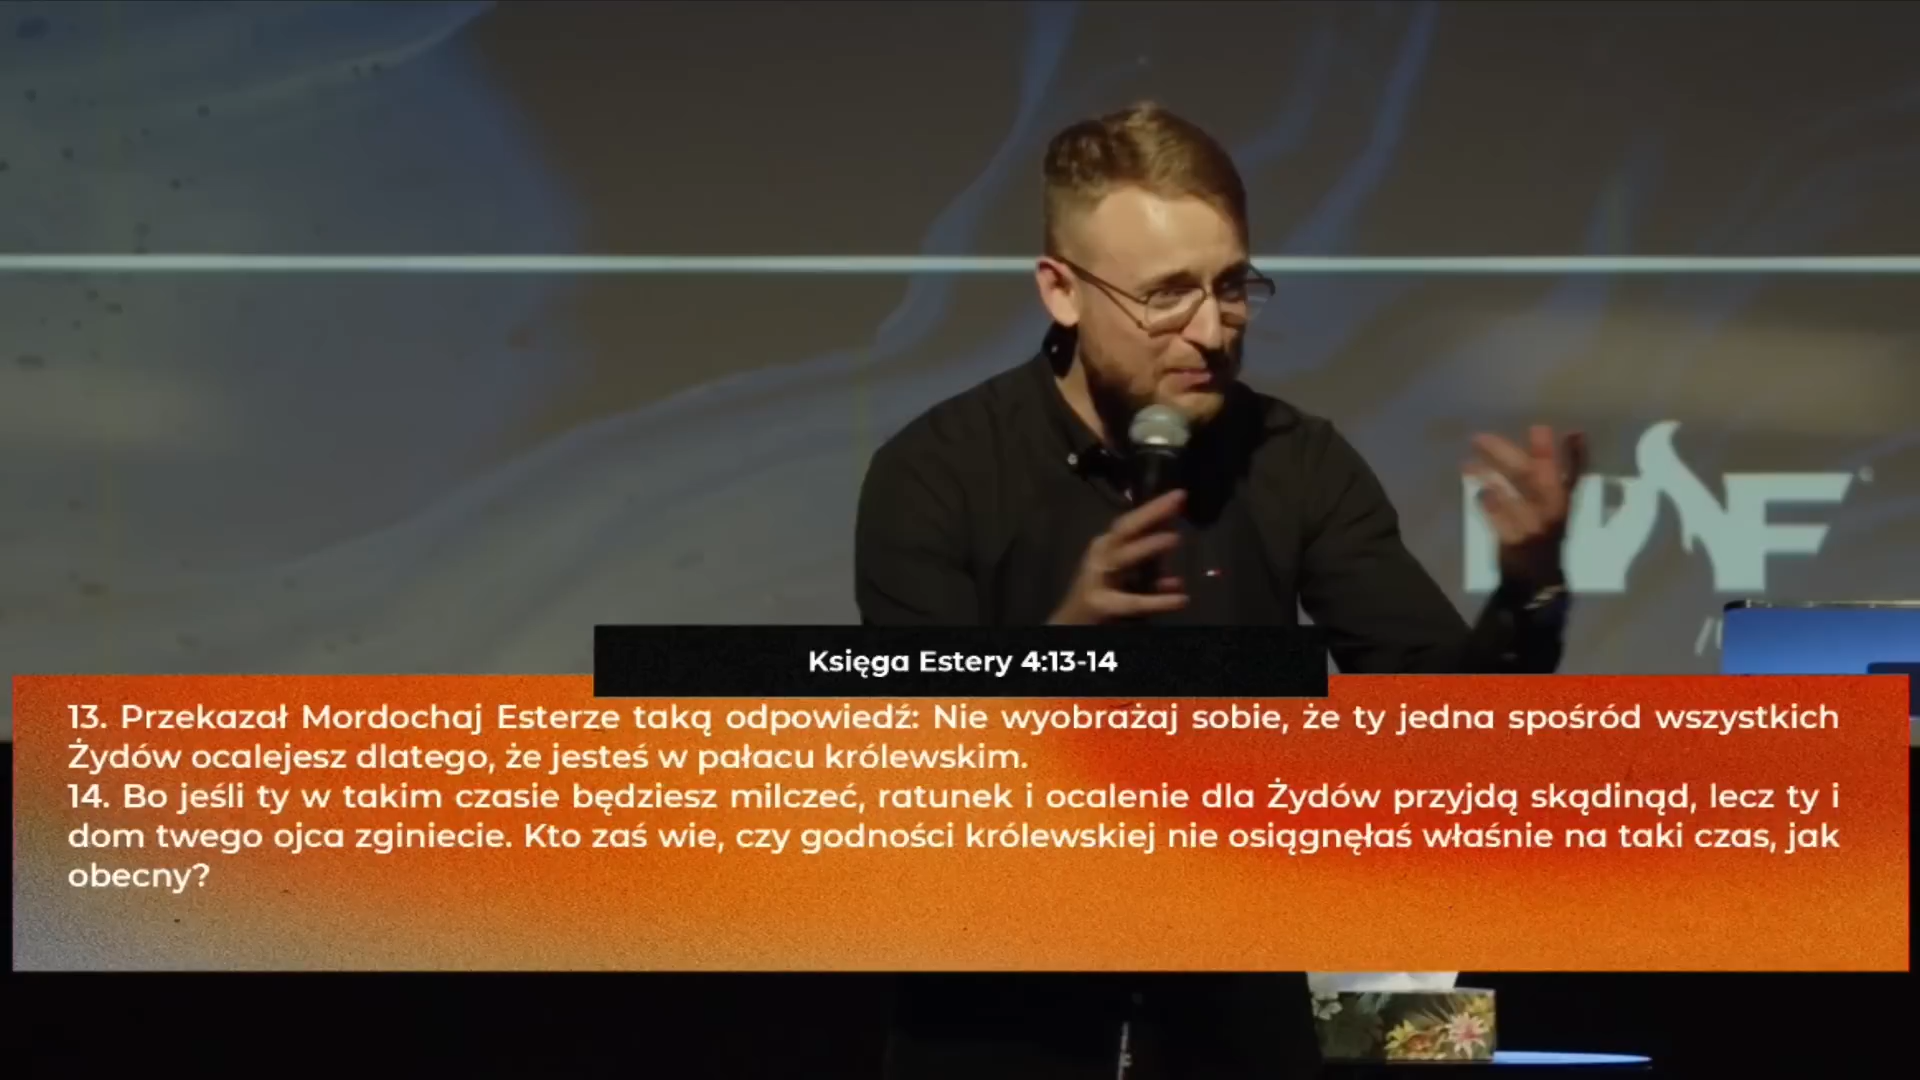 Księga Estery 4:13-14
13. Przekazał Mordochaj Esterze taką odpowiedź: Nie wyobrażaj sobie, że ty jedna spośród wszystkich
Żydów ocalejesz dlatego, że jesteś w pałacu królewskim.
14. Bo jeśli ty w takim czasie będziesz milczeć, ratunek i ocalenie dla Żydów przyjdą skądinąd, lecz ty i
dom twego ojca zginiecie. Kto zaś wie, czy godności królewskiej nie osiągnęłaś właśnie na taki czas, jak
obecny?